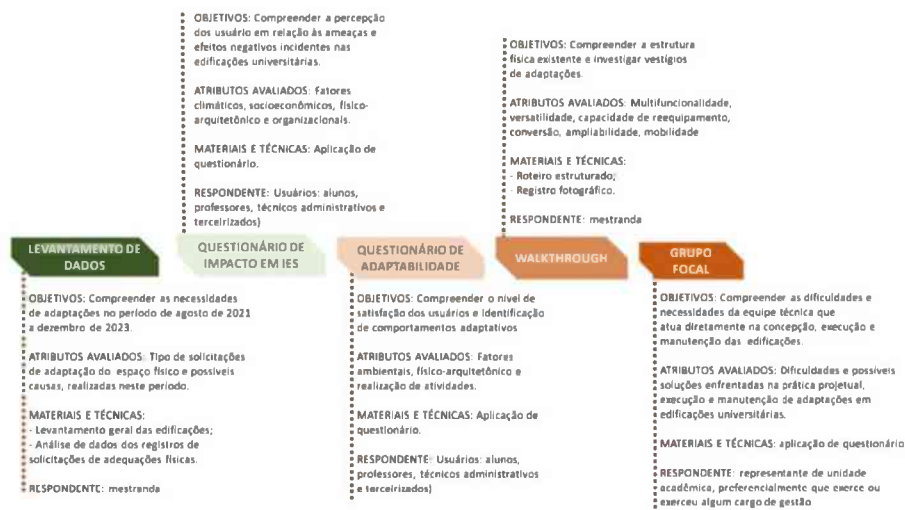 OBJETIVOS: Compreender a percepção
dos usuário em relação às ameaças e
efeitos negativos incidentes nas
edificações universitárias.
ATRIBUTOS AVALIADOS: Fatores
climáticos, socioeconômicos, físico-
arquitetônico e organizacionais.
MATERIAIS E TÉCNICAS: Aplicação de
questionário.
RESPONDENTE: Usuários: alunos,
professores, técnicos administrativos e
terceirizados)
OBJETIVOS: Compreender a estrutura
física existente e investigar vestígios
de adaptações.
ATRIBUTOS AVALIADOS: Multifuncionalidade,
versatilidade, capacidade de reequipamento,
conversão, ampliabilidade, mobilidade
MATERIAIS E TÉCNICAS:
- Roteiro estruturado;
- Registro fotográfico.
RESPONDENTE: mestranda
LEVANTAMENTO DE
DADOS
QUESTIONÁRIO DE
IMPACTO EM IES
QUESTIONÁRIO DE
ADAPTABILIDADE
WALKTHROUGH
GRUPO
FOCAL
OBJETIVOS: Compreender as necessidades
de adaptações no período de agosto de 2021
a dezembro de 2023.
ATRIBUTOS AVALIADOS: Tipo de solicitações
de adaptação do espaço físico e possíveis
causas, realizadas neste período.
MATERIAIS E TÉCNICAS:
- Levantamento geral das edificações;
- Análise de dados dos registros de
solicitações de adequações físicas.
RESPONDENTE: mestranda
OBJETIVOS: Compreender o nível de
satisfação dos usuários e identificação
de comportamentos adaptativos
ATRIBUTOS AVALIADOS: Fatores
ambientais, físico-arquitetônico e
realização de atividades.
MATERIAIS E TÉCNICAS: Aplicação de
questionário.
RESPONDENTE: Usuários: alunos,
professores, técnicos administrativos
e terceirizados)
OBJETIVOS: Compreender as dificuldades e
necessidades da equipe técnica que
atua diretamente na concepção, execução e
manutenção das edificações.
ATRIBUTOS AVALIADOS: Dificuldades e possíveis
soluções enfrentadas na prática projetual,
execução e manutenção de adaptações em
edificações universitárias.
MATERIAIS E TÉCNICAS: aplicação de questionário
RESPONDENTE: representante de unidade
acadêmica, preferencialmente que exerce ou
exerceu algum cargo de gestão